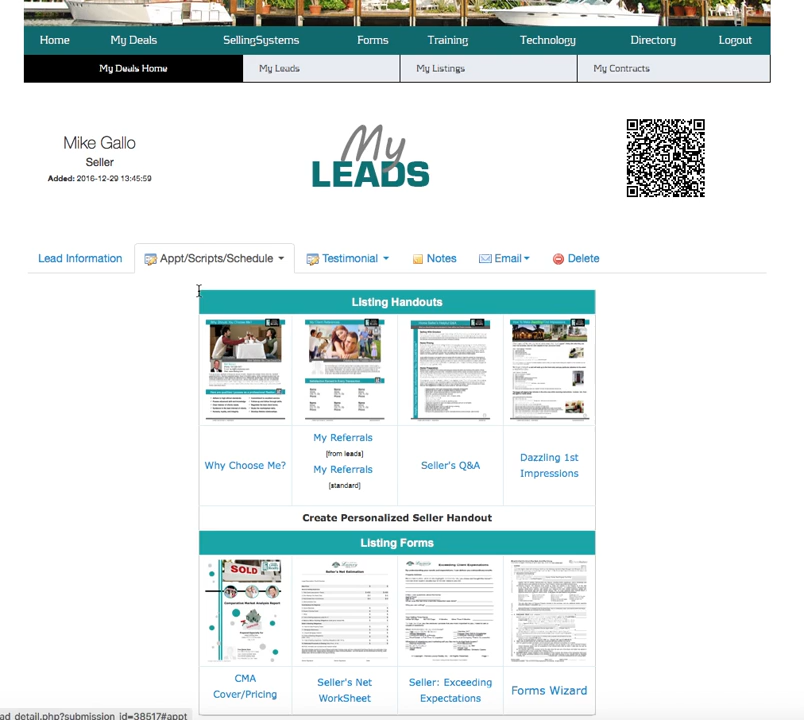 Home My Deals SellingSystems Forms Training Technology Directory Logout
My Deals Home My Leads My Listings My Contracts
Mike Gallo
Seller
Added: 2016-12-29 13:45:59
My
LEADS
Lead Information Appt/Scripts/Schedule Testimonial Notes Email Delete
Listing Handouts
Why Choose Me?
My Referrals
[from leads]
My Referrals
[standard]
Seller's Q&A
Dazzling 1st
Impressions
Create Personalized Seller Handout
Listing Forms
SOLD
Comparative Market Analysis Report
Seller's Net Estimation
Exceeding Client Expectations
CMA
Cover/Pricing
Seller's Net
WorkSheet
Seller: Exceeding
Expectations
Forms Wizard
ad_detail.php?submission_id=38517#appt